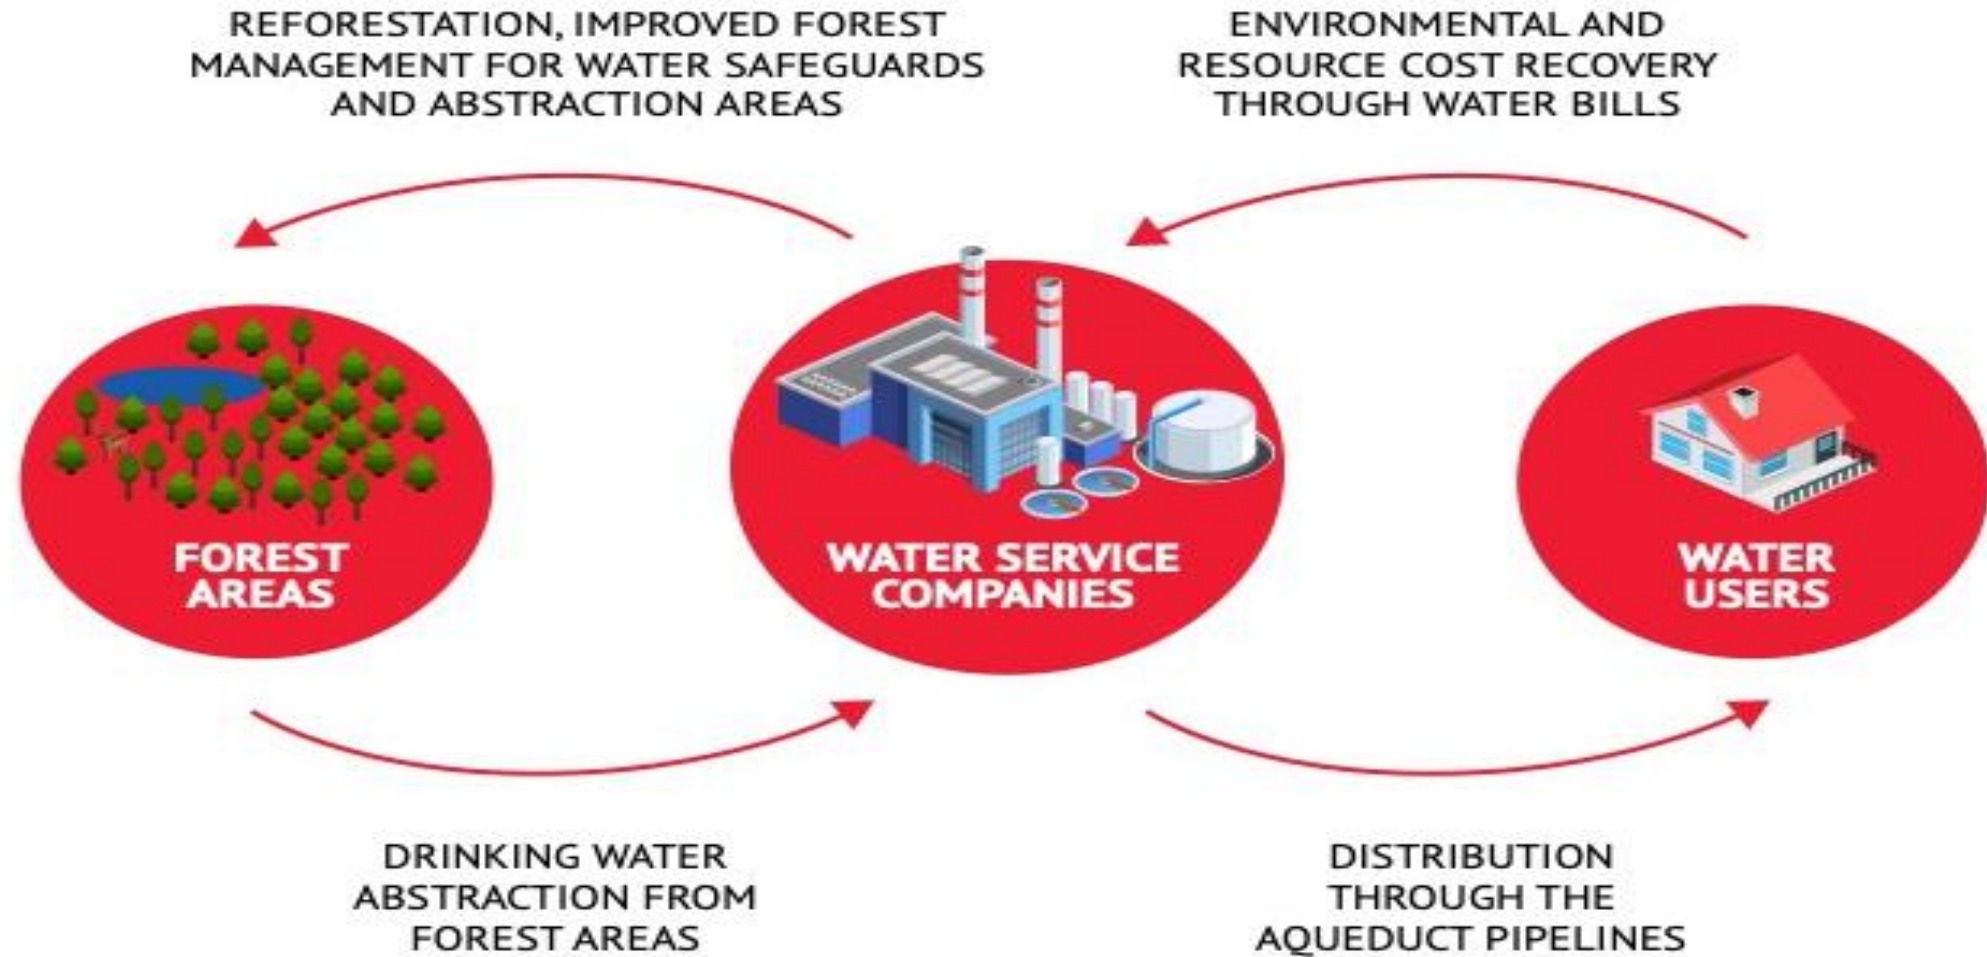 REFORESTATION, IMPROVED FOREST
MANAGEMENT FOR WATER SAFEGUARDS
AND ABSTRACTION AREAS
ENVIRONMENTAL AND
RESOURCE COST RECOVERY
THROUGH WATER BILLS
FOREST
AREAS
WATER SERVICE
COMPANIES
WATER
USERS
DRINKING WATER
ABSTRACTION FROM
FOREST AREAS
DISTRIBUTION
THROUGH THE
AQUEDUCT PIPELINES